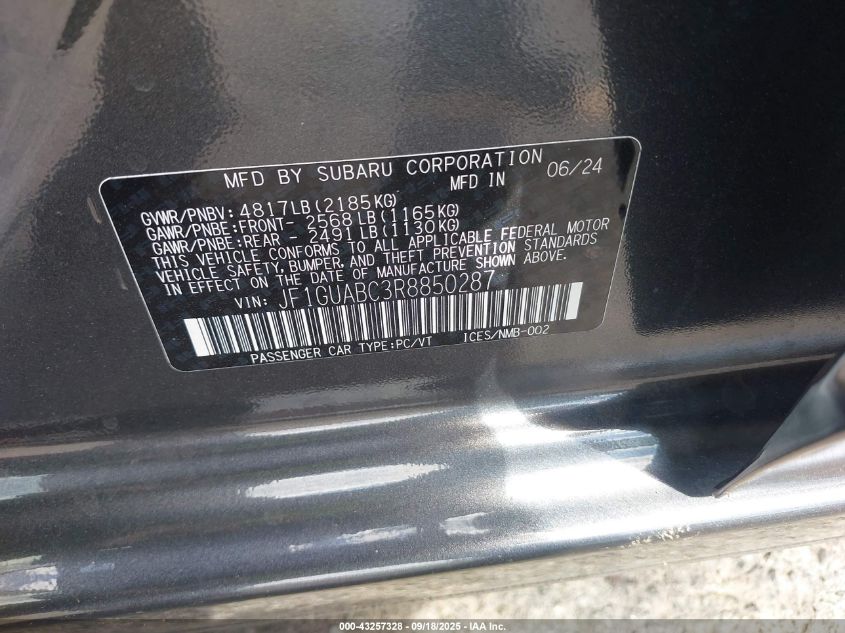 MFD BY SUBARU CORPORATION
MFD IN 06/24
GVWR/PNBV: 4817LB(2185KG)
GAWR/PNBE:FRONT- 2568LB(1165KG)
GAWR/PNBE:REAR - 2491LB(1130KG)
THIS VEHICLE CONFORMS TO ALL APPLICABLE FEDERAL MOTOR
VEHICLE SAFETY, BUMPER, AND THEFT PREVENTION STANDARDS
IN EFFECT ON THE DATE OF MANUFACTURE SHOWN ABOVE.
VIN: JF1GUABC3R8850287
PASSENGER CAR TYPE:PC/VT ICES/NMB-002
000-43257328 - 09/18/2025 - IAA Inc.